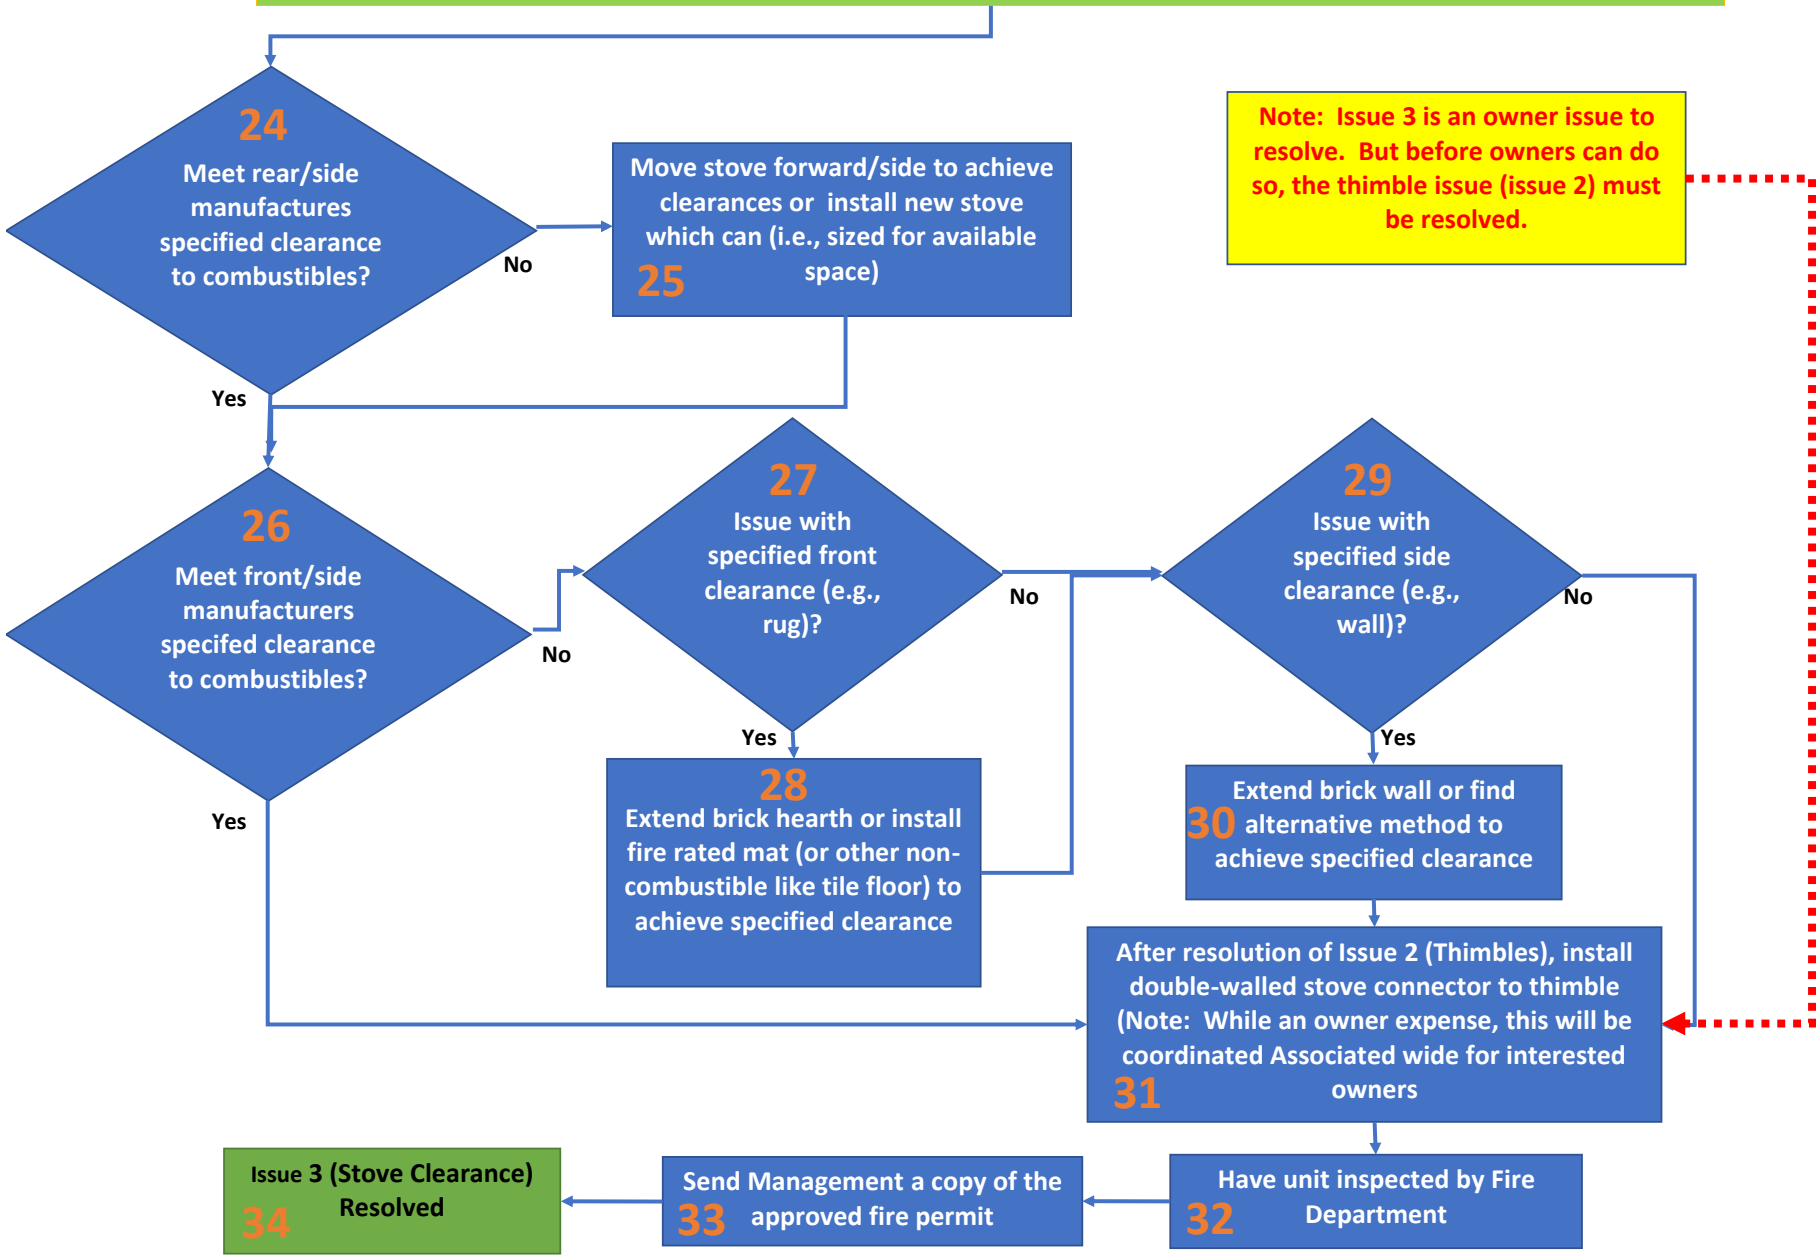 24
Meet rear/side
manufactures
specified clearance
to combustibles?
No
Yes
Move stove forward/side to achieve
clearances or install new stove
which can (i.e., sized for available
space)
25
Note: Issue 3 is an owner issue to
resolve. But before owners can do
so, the thimble issue (issue 2) must
be resolved.
26
Meet front/side
manufacturers
specifed clearance
to combustibles?
No
Yes
27
Issue with
specified front
clearance (e.g.,
rug)?
No
Yes
28
Extend brick hearth or install
fire rated mat (or other non-
combustible like tile floor) to
achieve specified clearance
29
Issue with
specified side
clearance (e.g.,
wall)?
No
Yes
Extend brick wall or find
30 alternative method to
achieve specified clearance
After resolution of Issue 2 (Thimbles), install
double-walled stove connector to thimble
(Note: While an owner expense, this will be
coordinated Associated wide for interested
owners
31
Have unit inspected by Fire
Department
32
Send Management a copy of the
approved fire permit
33
Issue 3 (Stove Clearance)
Resolved
34